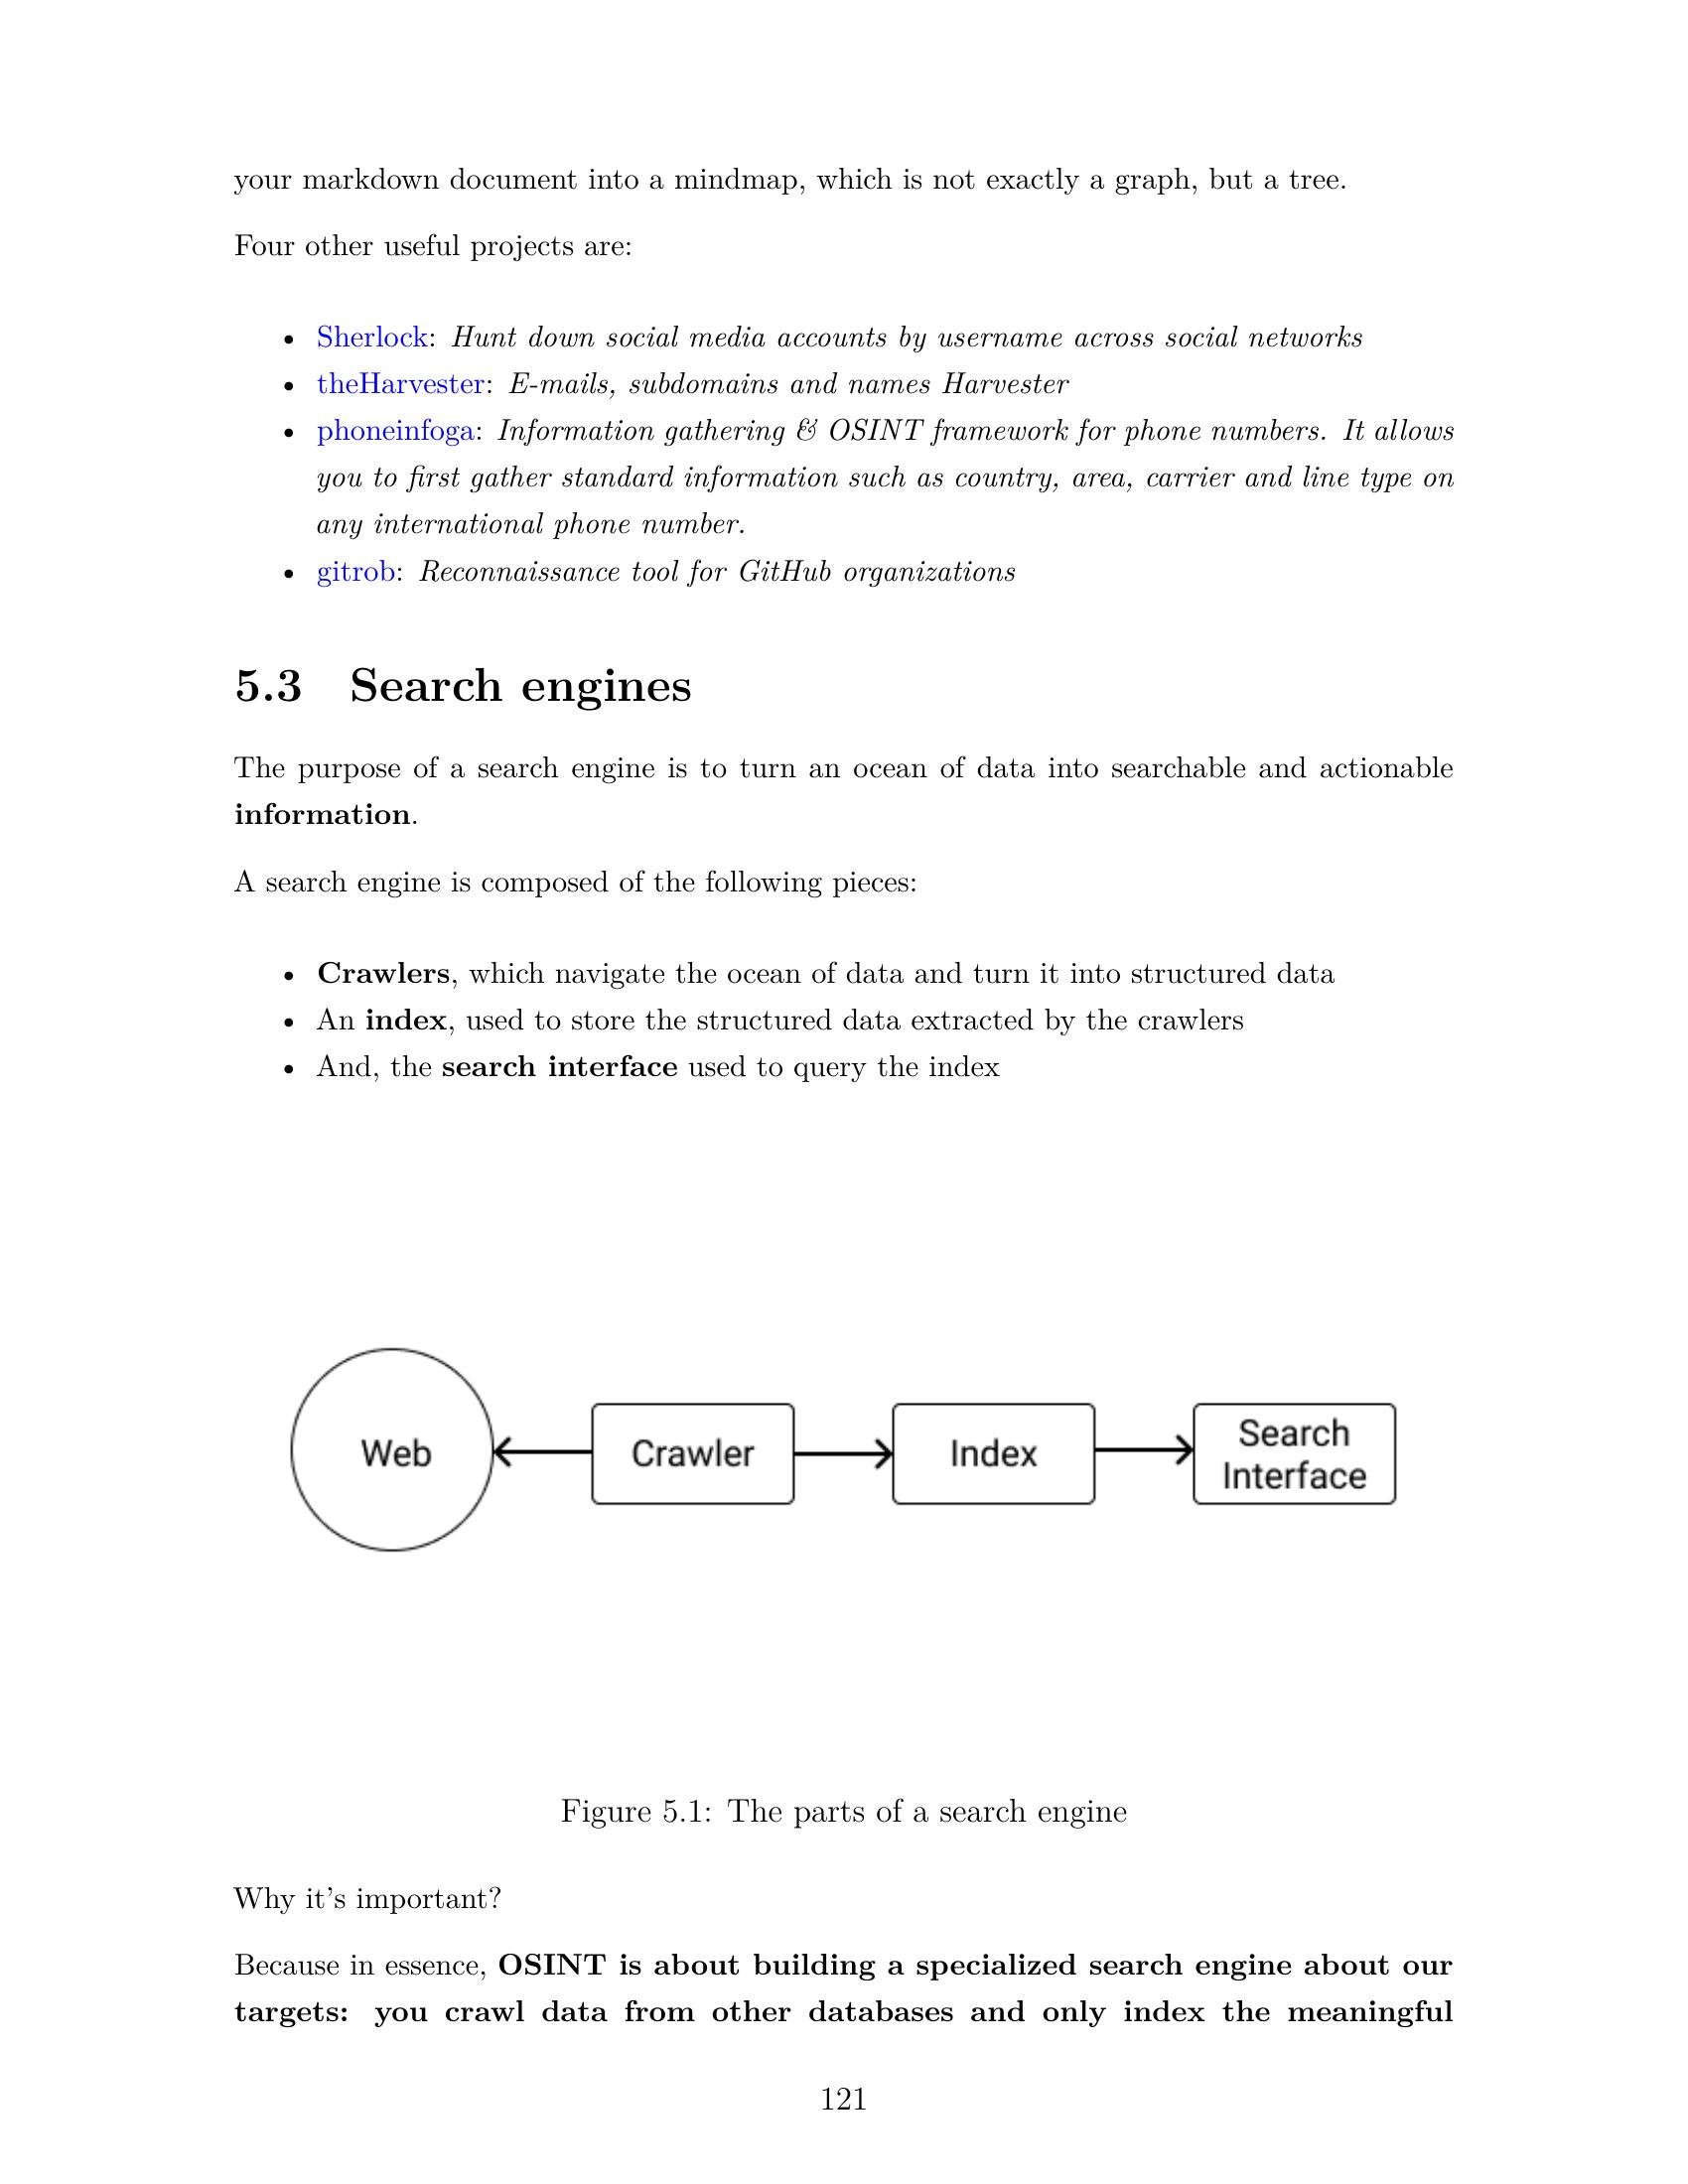 your markdown document into a mindmap, which is not exactly a graph, but a tree.
Four other useful projects are:
• Sherlock: Hunt down social media accounts by username across social networks
• theHarvester: E-mails, subdomains and names Harvester
• phoneinfoga: Information gathering & OSINT framework for phone numbers. It allows
you to first gather standard information such as country, area, carrier and line type on
any international phone number.
• gitrob: Reconnaissance tool for GitHub organizations
5.3 Search engines
The purpose of a search engine is to turn an ocean of data into searchable and actionable
information.
A search engine is composed of the following pieces:
• Crawlers, which navigate the ocean of data and turn it into structured data
• An index, used to store the structured data extracted by the crawlers
• And, the search interface used to query the index
Web
Crawler
Index
Search
Interface
Figure 5.1: The parts of a search engine
Why it's important?
Because in essence, OSINT is about building a specialized search engine about our
targets: you crawl data from other databases and only index the meaningful
121